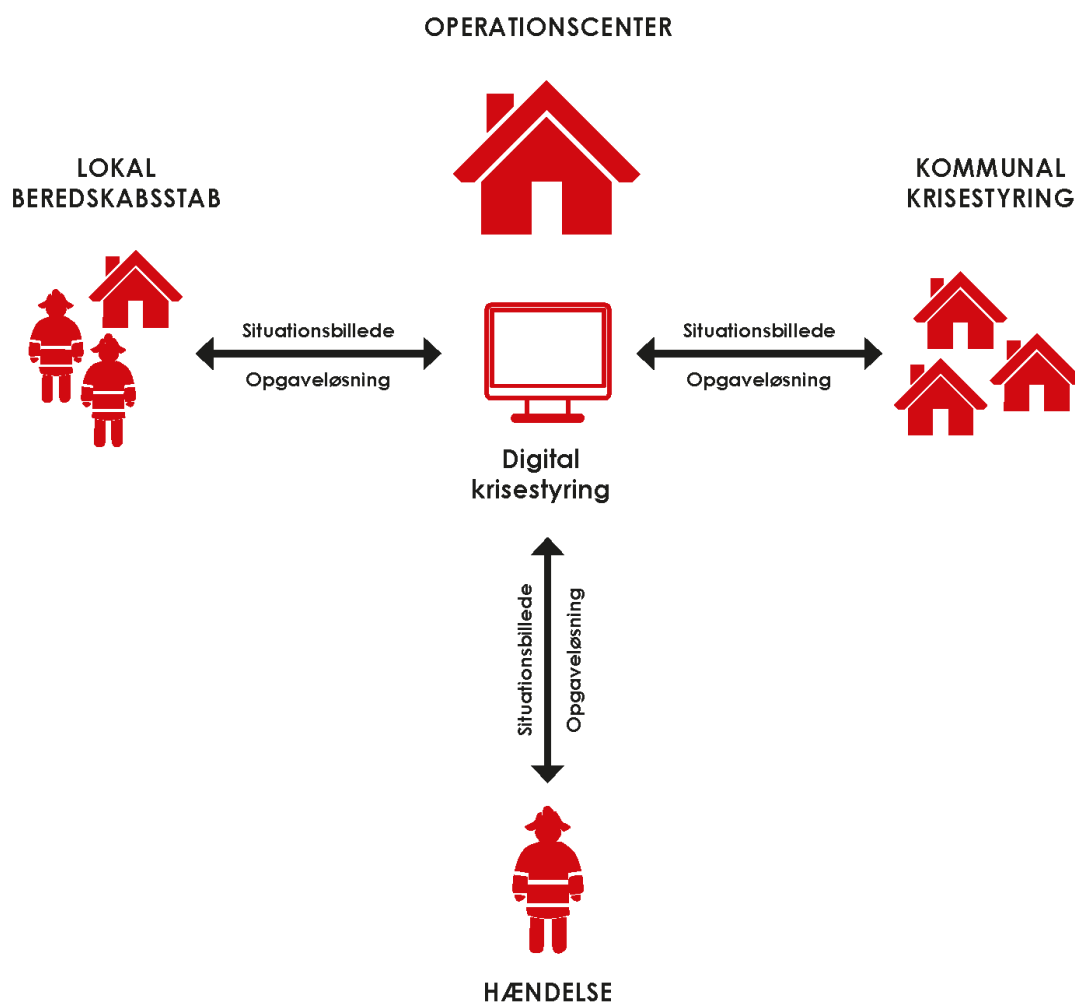 OPERATIONSCENTER
LOKAL
BEREDSKABSSTAB
KOMMUNAL
KRISESTYRING
Situationsbillede
Opgaveløsning
Situationsbillede
Opgaveløsning
Digital
krisestyring
Situationsbillede
Opgaveløsning
HÆNDELSE